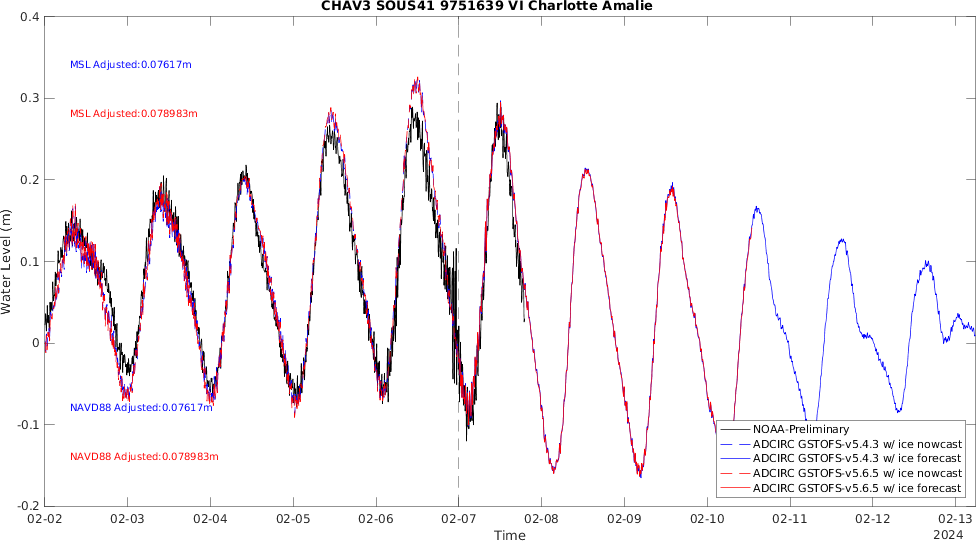 CHAV3 SOUS41 9751639 VI Charlotte Amalie
0.4
0.3
0.2
0.1
0
-0.1
-0.2
Water Level (m)
MSL Adjusted:0.07617m
MSL Adjusted:0.078983m
NAVD88 Adjusted:0.07617m
NAVD88 Adjusted:0.078983m
NOAA-Preliminary
ADCIRC GSTOFS-v5.4.3 w/ ice nowcast
ADCIRC GSTOFS-v5.4.3 w/ ice forecast
ADCIRC GSTOFS-v5.6.5 w/ ice nowcast
ADCIRC GSTOFS-v5.6.5 w/ ice forecast
02-02 02-03 02-04 02-05 02-06 02-07 02-08 02-09 02-10 02-11 02-12 02-13
Time
2024